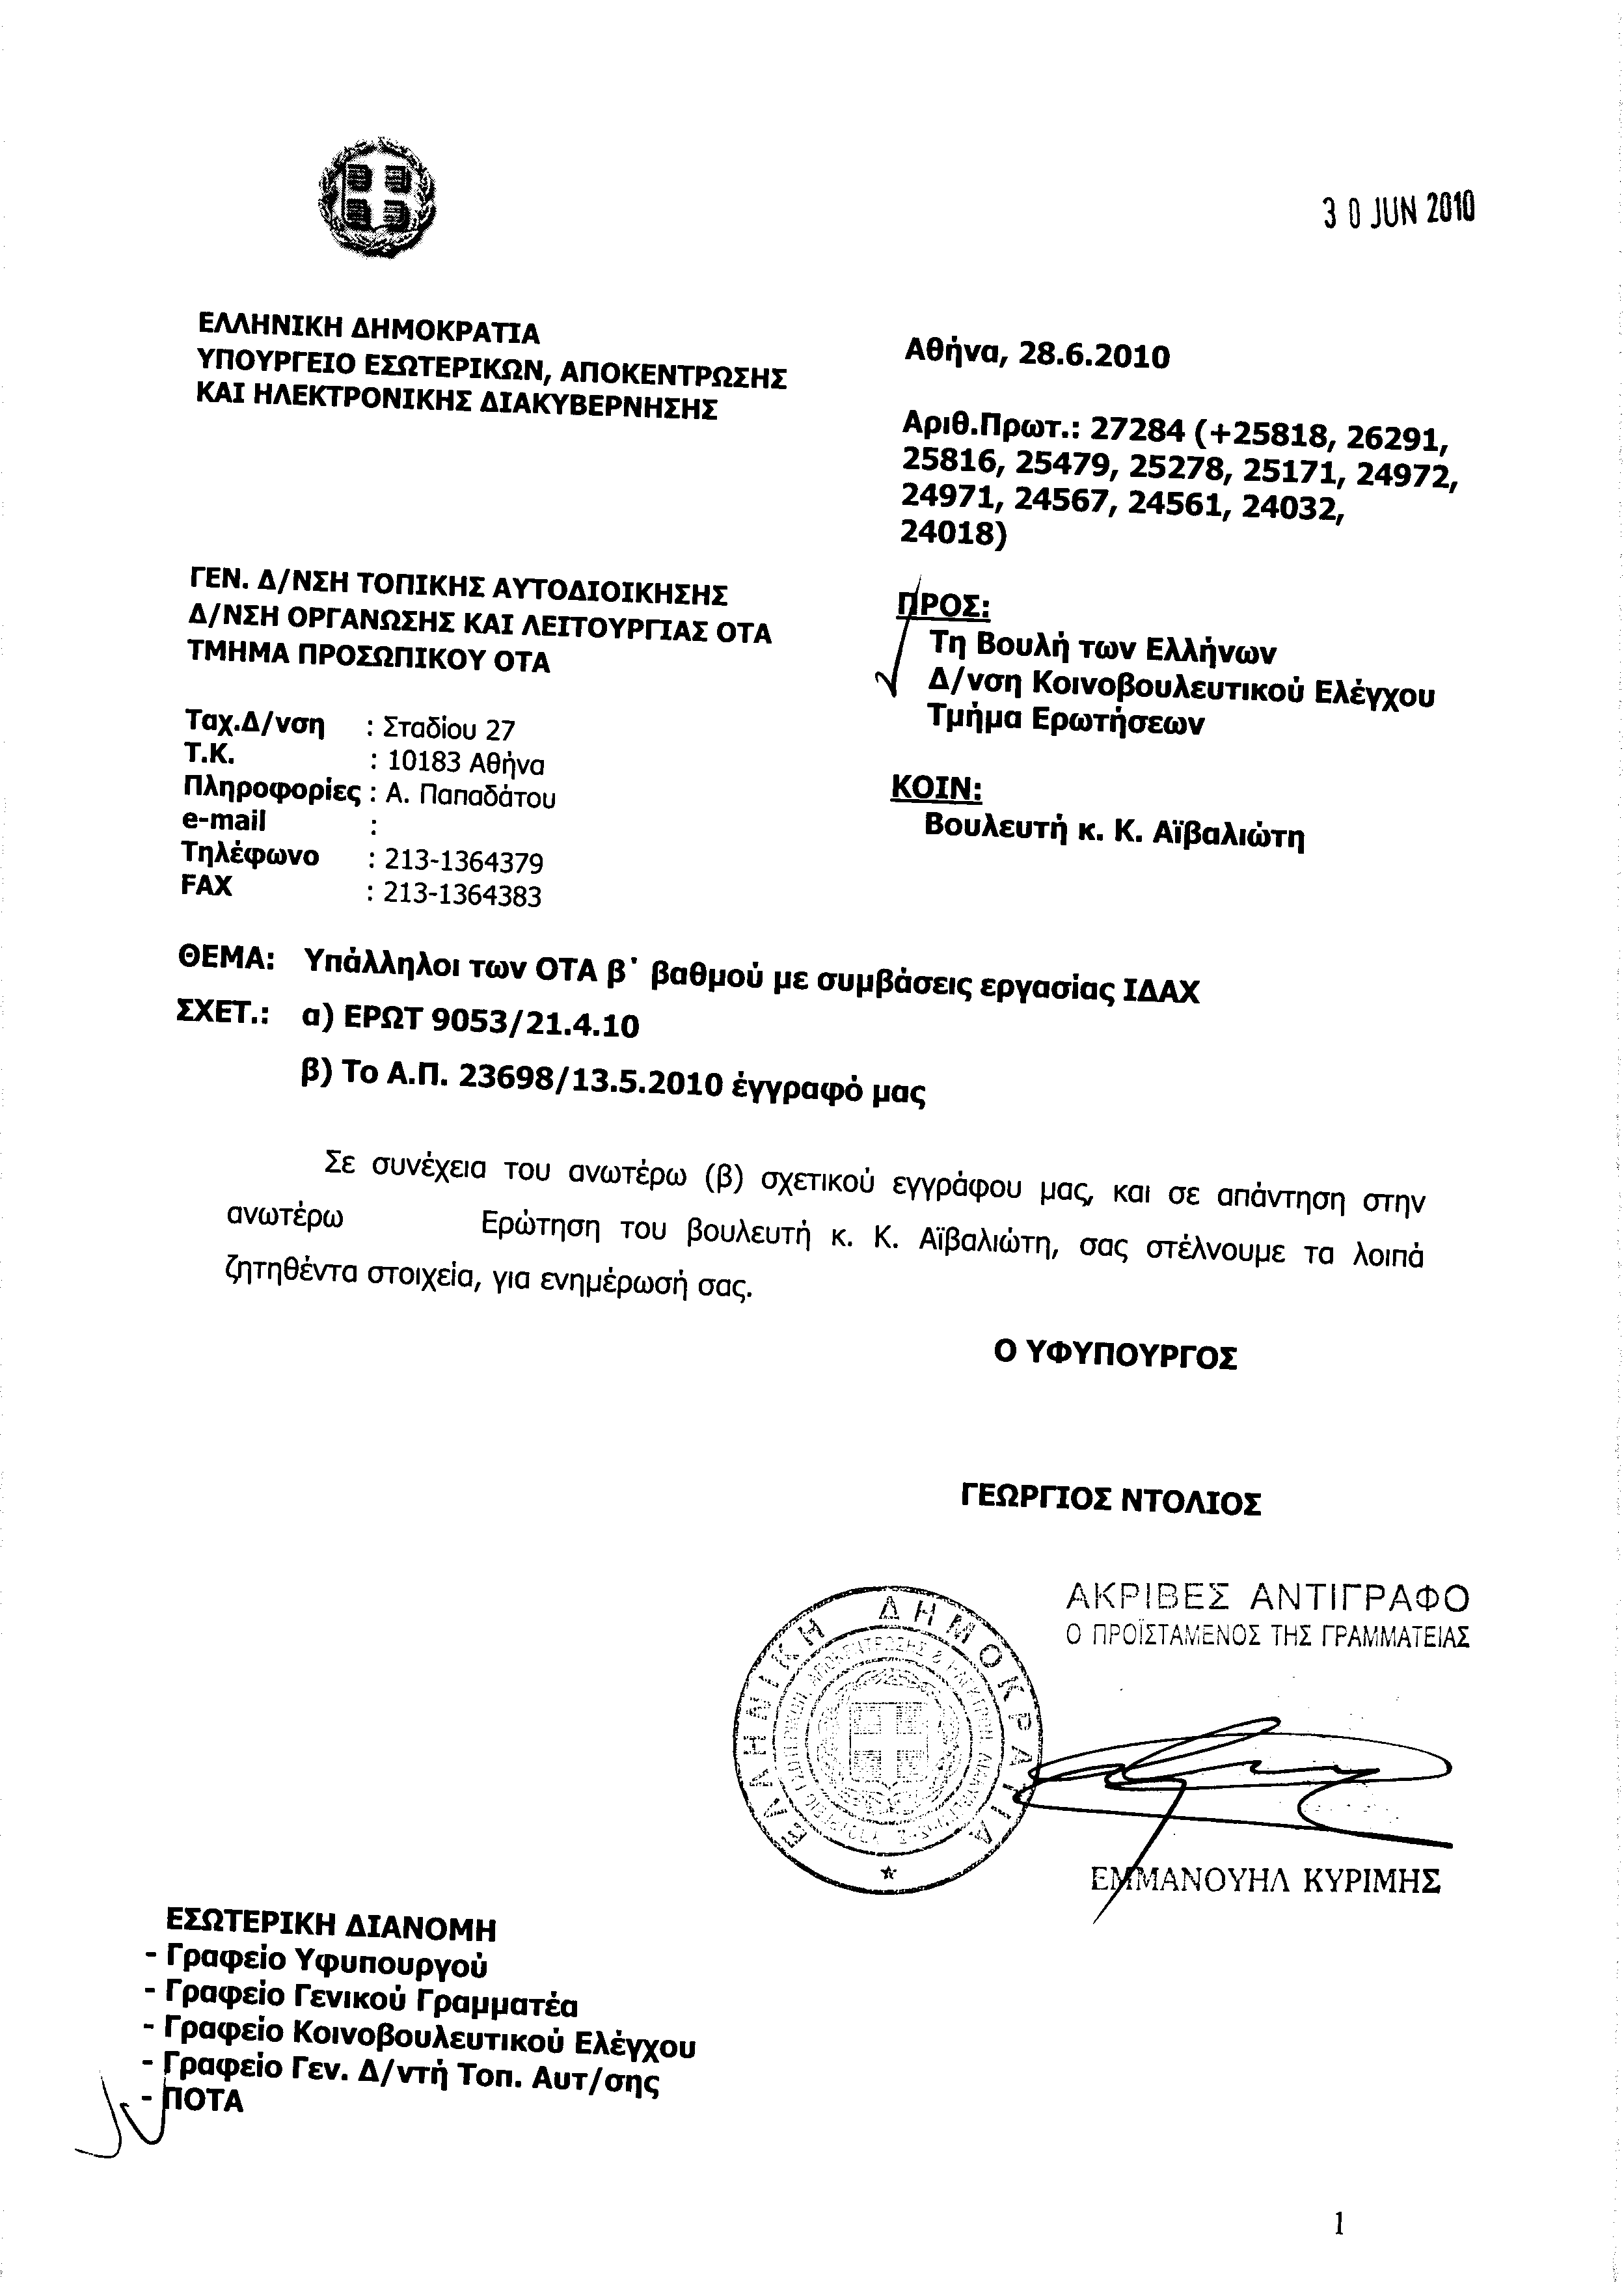 30 JUN 2010
ΕΛΛΗΝΙΚΗ ΔΗΜΟΚΡΑΤΙΑ
ΥΠΟΥΡΓΕΙΟ ΕΣΩΤΕΡΙΚΩΝ, ΑΠΟΚΕΝΤΡΩΣΗΣ
ΚΑΙ ΗΛΕΚΤΡΟΝΙΚΗΣ ΔΙΑΚΥΒΕΡΝΗΣΗΣ
Αθήνα, 28.6.2010
Αριθ.Πρωτ.: 27284 (+25818, 26291,
25816, 25479, 25278, 25171, 24972,
24971, 24567, 24561, 24032,
24018)
ΓΕΝ. Δ/ΝΣΗ ΤΟΠΙΚΗΣ ΑΥΤΟΔΙΟΙΚΗΣΗΣ
Δ/ΝΣΗ ΟΡΓΑΝΩΣΗΣ ΚΑΙ ΛΕΙΤΟΥΡΓΙΑΣ ΟΤΑ
ΤΜΗΜΑ ΠΡΟΣΩΠΙΚΟΥ ΟΤΑ
Ταχ.Δ/νση : Σταδίου 27
Τ.Κ. : 10183 Αθήνα
Πληροφορίες : Α. Παπαδάτου
e-mail :
Τηλέφωνο : 213-1364379
FAX : 213-1364383
ΠΡΟΣ:
Τη Βουλή των Ελλήνων
Δ/νση Κοινοβουλευτικού Ελέγχου
Τμήμα Ερωτήσεων
ΚΟΙΝ:
Βουλευτή κ. Κ. Αϊβαλιώτη
ΘΕΜΑ: Υπάλληλοι των ΟΤΑ β΄ βαθμού με συμβάσεις εργασίας ΙΔΑΧ
ΣΧΕΤ.: α) ΕΡΩΤ 9053/21.4.10
β) Το Α.Π. 23698/13.5.2010 έγγραφό μας
Σε συνέχεια του ανωτέρω (β) σχετικού εγγράφου μας, και σε απάντηση στην
ανωτέρω Ερώτηση του βουλευτή κ. Κ. Αϊβαλιώτη, σας στέλνουμε τα λοιπά
ζητηθέντα στοιχεία, για ενημέρωσή σας.
Ο ΥΦΥΠΟΥΡΓΟΣ
ΓΕΩΡΓΙΟΣ ΝΤΟΛΙΟΣ
ΑΚΡΙΒΕΣ ΑΝΤΙΓΡΑΦΟ
Ο ΠΡΟΪΣΤΑΜΕΝΟΣ ΤΗΣ ΓΡΑΜΜΑΤΕΙΑΣ
ΕΛΛΗΝΙΚΗ ΔΗΜΟΚΡΑΤΙΑ
ΕΜΜΑΝΟΥΗΛ ΚΥΡΙΜΗΣ
ΕΣΩΤΕΡΙΚΗ ΔΙΑΝΟΜΗ
- Γραφείο Υφυπουργού
- Γραφείο Γενικού Γραμματέα
- Γραφείο Κοινοβουλευτικού Ελέγχου
- Γραφείο Γεν. Δ/ντή Τοπ. Αυτ/σης
- ΠΟΤΑ
1